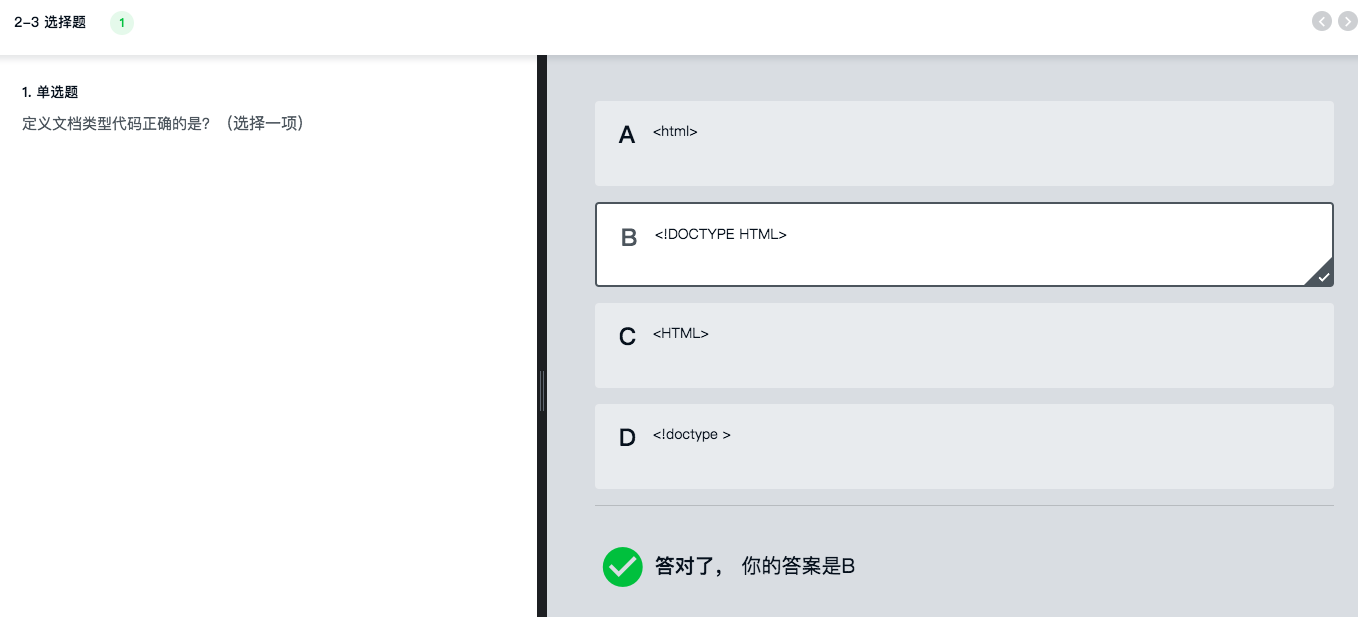 2-3 选择题 1
1. 单选题
定义文档类型代码正确的是？（选择一项）
A <html>
B <!DOCTYPE HTML>
C <HTML>
D <!doctype >
答对了， 你的答案是B